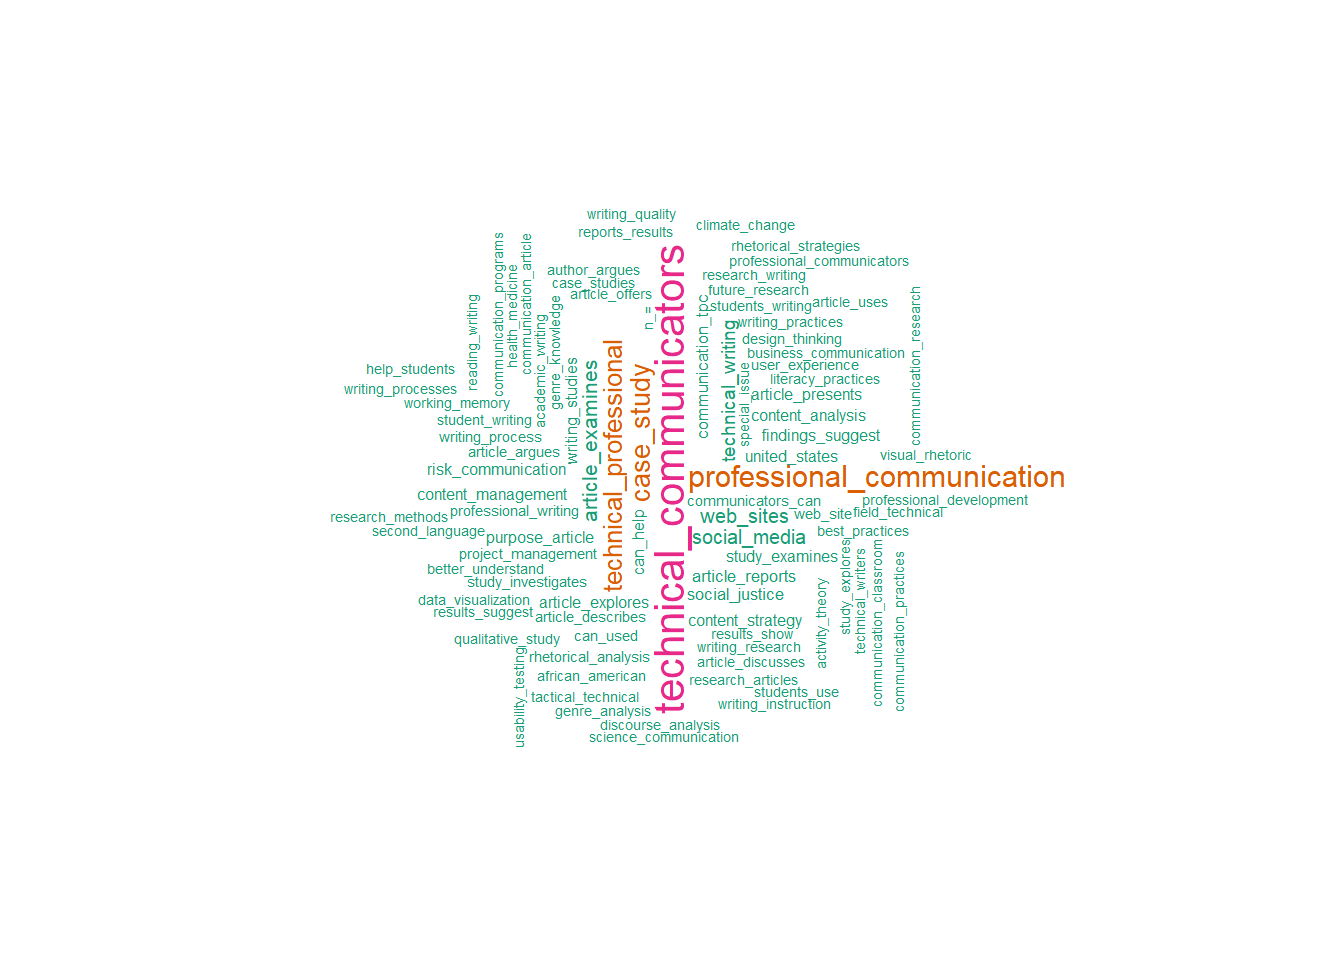 writing_quality
climate_change
reports_results
rhetorical_strategies
professional_communicators
author_argues
research_writing
case_studies
future_research
article_offers
students_writing
article_uses
n_=
writing_practices
design_thinking
business_communication
user_experience
literacy_practices
article_presents
content_analysis
findings_suggest
united_states
visual_rhetoric
communication_programs
health_medicine
communication_article
reading_writing
academic_writing
genre_knowledge
writing_studies
help_students
writing_processes
working_memory
student_writing
writing_process
article_argues
risk_communication
content_management
professional_writing
research_methods
second_language
purpose_article
project_management
better_understand
study_investigates
data_visualization
results_suggest
article_explores
article_describes
qualitative_study
can_used
rhetorical_analysis
african_american
usability_testing
tactical_technical
genre_analysis
discourse_analysis
science_communication
article_examines
technical_professional
case_study
can_help
technical_communicators
communication_tpc
technical_writing
special_issue
communication_research
professional_communication
communicators_can
professional_development
web_sites
web_site
field_technical
social_media
best_practices
study_examines
article_reports
social_justice
content_strategy
results_show
writing_research
article_discusses
research_articles
students_use
writing_instruction
activity_theory
study_explores
technical_writers
communication_classroom
communication_practices